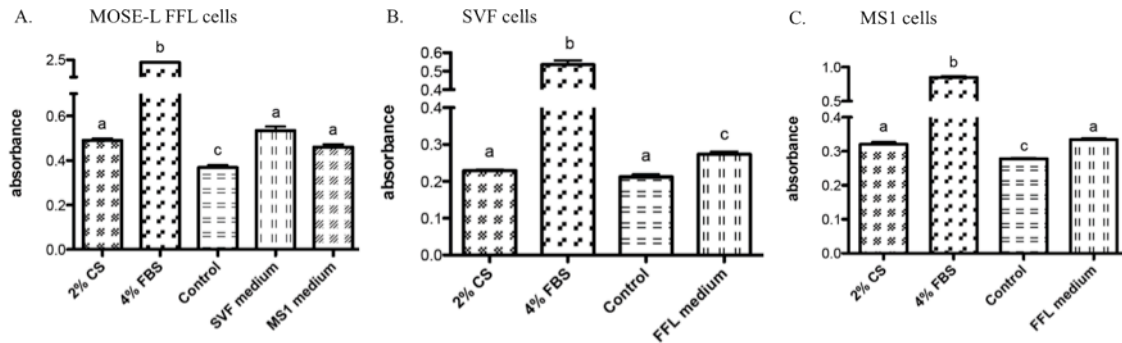 A. MOSE-L FFL cells
absorbance
2.5
0.6
0.4
0.2
0.0
a
b
c
a
a
2% CS
4% FBS
Control
SVF medium
MS1 medium
B. SVF cells
absorbance
0.6
0.5
0.4
0.3
0.2
0.1
0.0
a
b
a
c
2% CS
4% FBS
Control
FFL medium
C. MS1 cells
absorbance
1.0
0.5
0.4
0.3
0.2
0.1
0.0
a
b
c
a
2% CS
4% FBS
Control
FFL medium